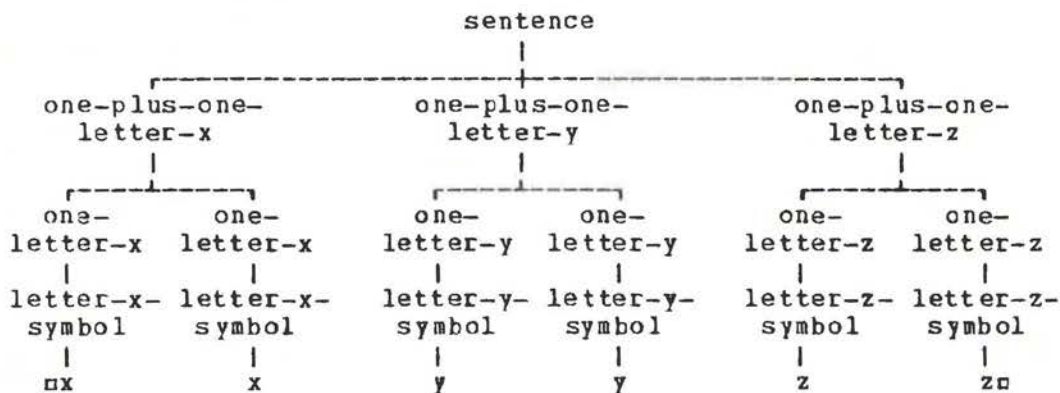 sentence
one-plus-one- one-plus-one- one-plus-one-
letter-x letter-y letter-z
one- one- one- one- one- one-
letter-x letter-x letter-y letter-y letter-z letter-z
letter-x- letter-x- letter-y- letter-y- letter-z- letter-z-
symbol symbol symbol symbol symbol symbol
□x x y y z z□